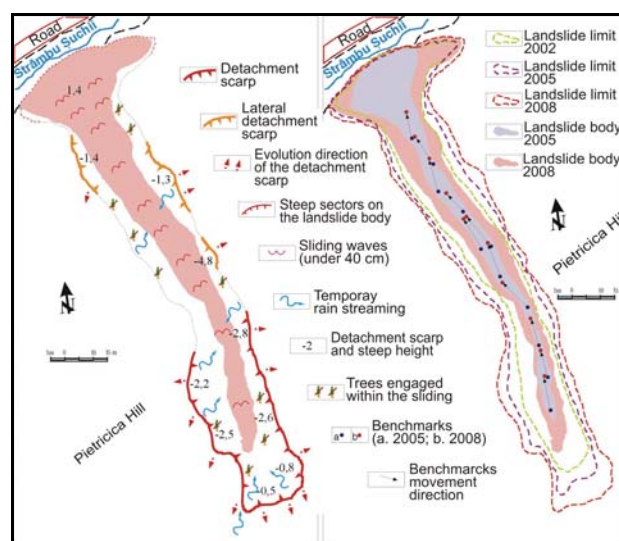 Road
Strâmbu Suchii
1,4
-1,4
-1,3
-4,8
-2,8
-2,2
-2,6
-2,5
-0,8
-0,5
N
Pietricica Hill
Detachment
scarp
Lateral
detachment
scarp
Evolution direction
of the detachment
scarp
Steep sectors on
the landslide body
Sliding waves
(under 40 cm)
Temporay
rain streaming
-2
Detachment scarp
and steep height
Trees engaged
within the sliding
a
b
Benchmarks
(a. 2005; b. 2008)
Benchmarcks
movement
direction
Road
Strâmbu Suchii
Landslide limit
2002
Landslide limit
2005
Landslide limit
2008
Landslide body
2005
Landslide body
2008
N
Pietricica Hill